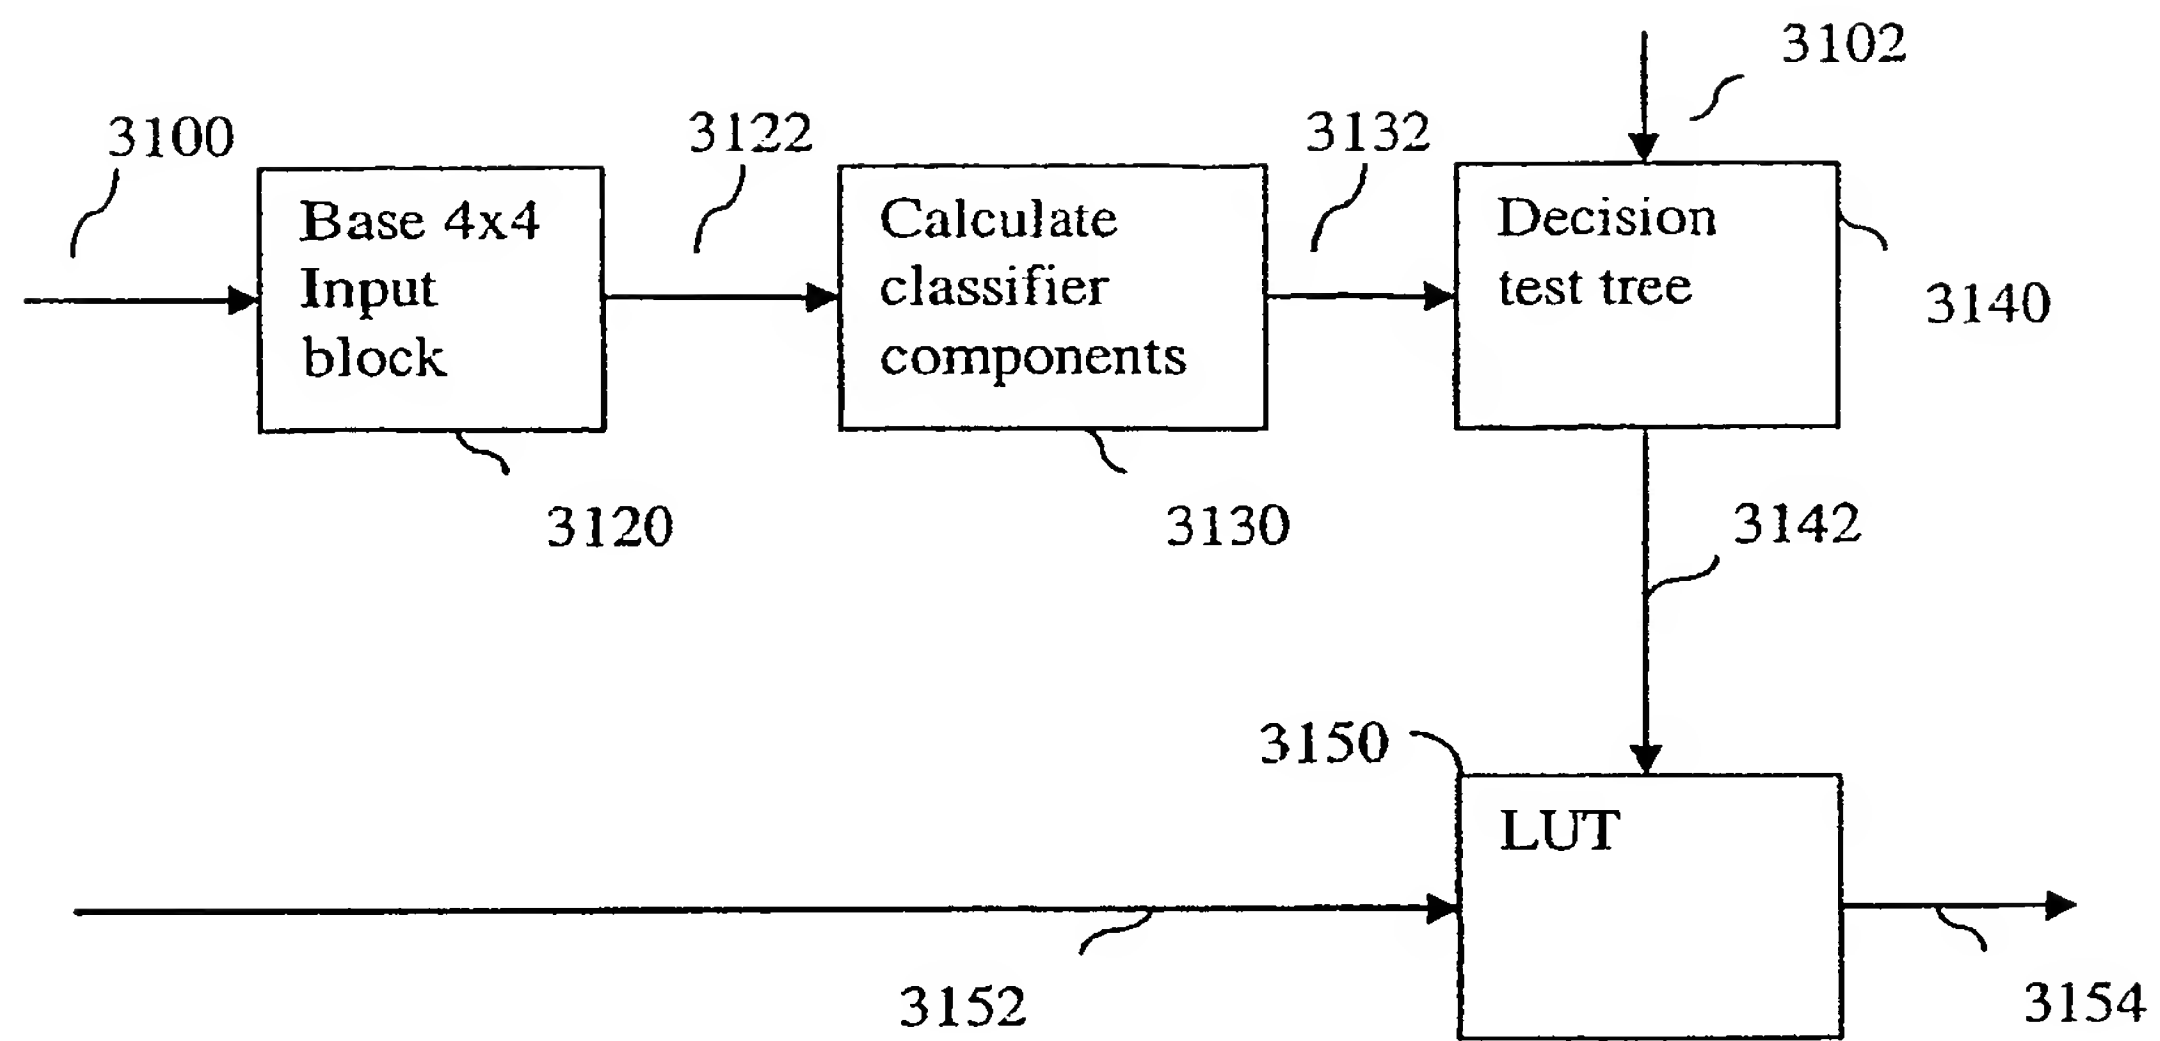 3102
3100
3122
3132
Base 4x4
Input
block
Calculate
classifier
components
Decision
test tree
3140
3120
3130
3142
3150
LUT
3152
3154